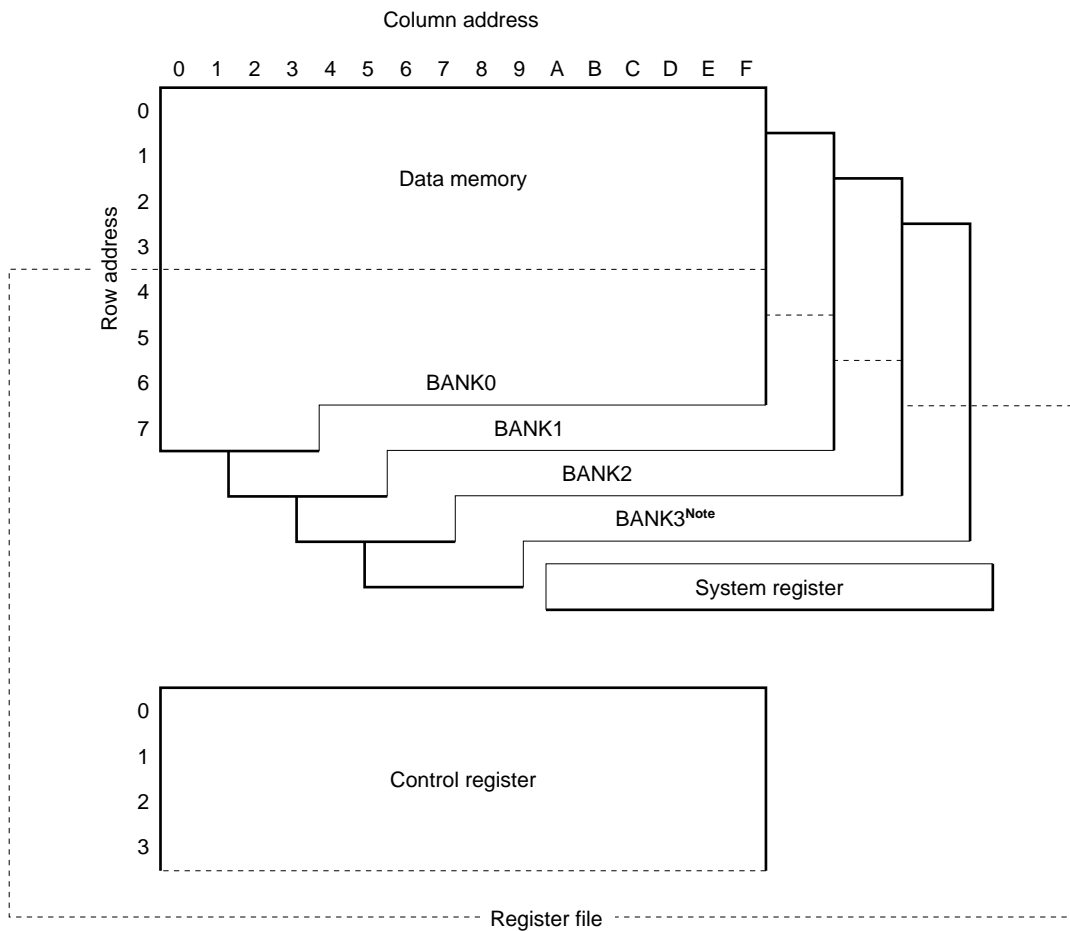 Column address
0 1 2 3 4 5 6 7 8 9 A B C D E F
Row address
0
1
2
3
4
5
6
7
Data memory
BANK0
BANK1
BANK2
BANK3Note
System register
0
1
2
3
Control register
Register file